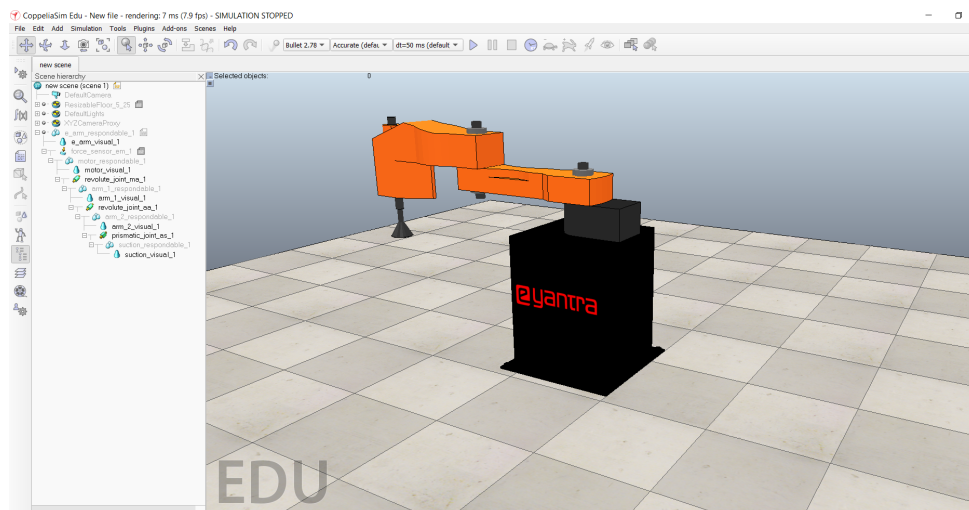 CoppeliaSim Edu - New file - rendering: 7 ms (7.9 fps) - SIMULATION STOPPED
File Edit Add Simulation Tools Plugins Add-ons Scenes Help
Bullet 2.78 Accurate (defau dt=50 ms (default
new scene
Scene hierarchy
Selected objects: 0
new scene (scene 1)
DefaultCamera
ResizableFloor_5_25
DefaultLights
XYZCameraProxy
e_arm_respondable_1
e_arm_visual_1
force_sensor_em_1
motor_respondable_1
motor_visual_1
revolute_joint_ma_1
arm_1_respondable_1
arm_1_visual_1
revolute_joint_aa_1
arm_2_respondable_1
arm_2_visual_1
prismatic_joint_as_1
suction_respondable_1
suction_visual_1
e yantra
EDU